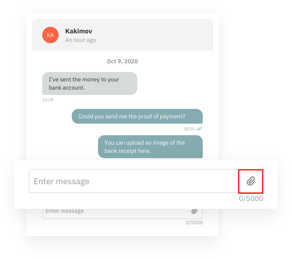 KA
Kakimov
An hour ago
Oct 9, 2020
I've sent the money to your
bank account.
11:24
Could you send me the proof of payment?
14:25
You can upload an image of the
bank receipt here.
Enter message
0/5000
Enter message
0/5000